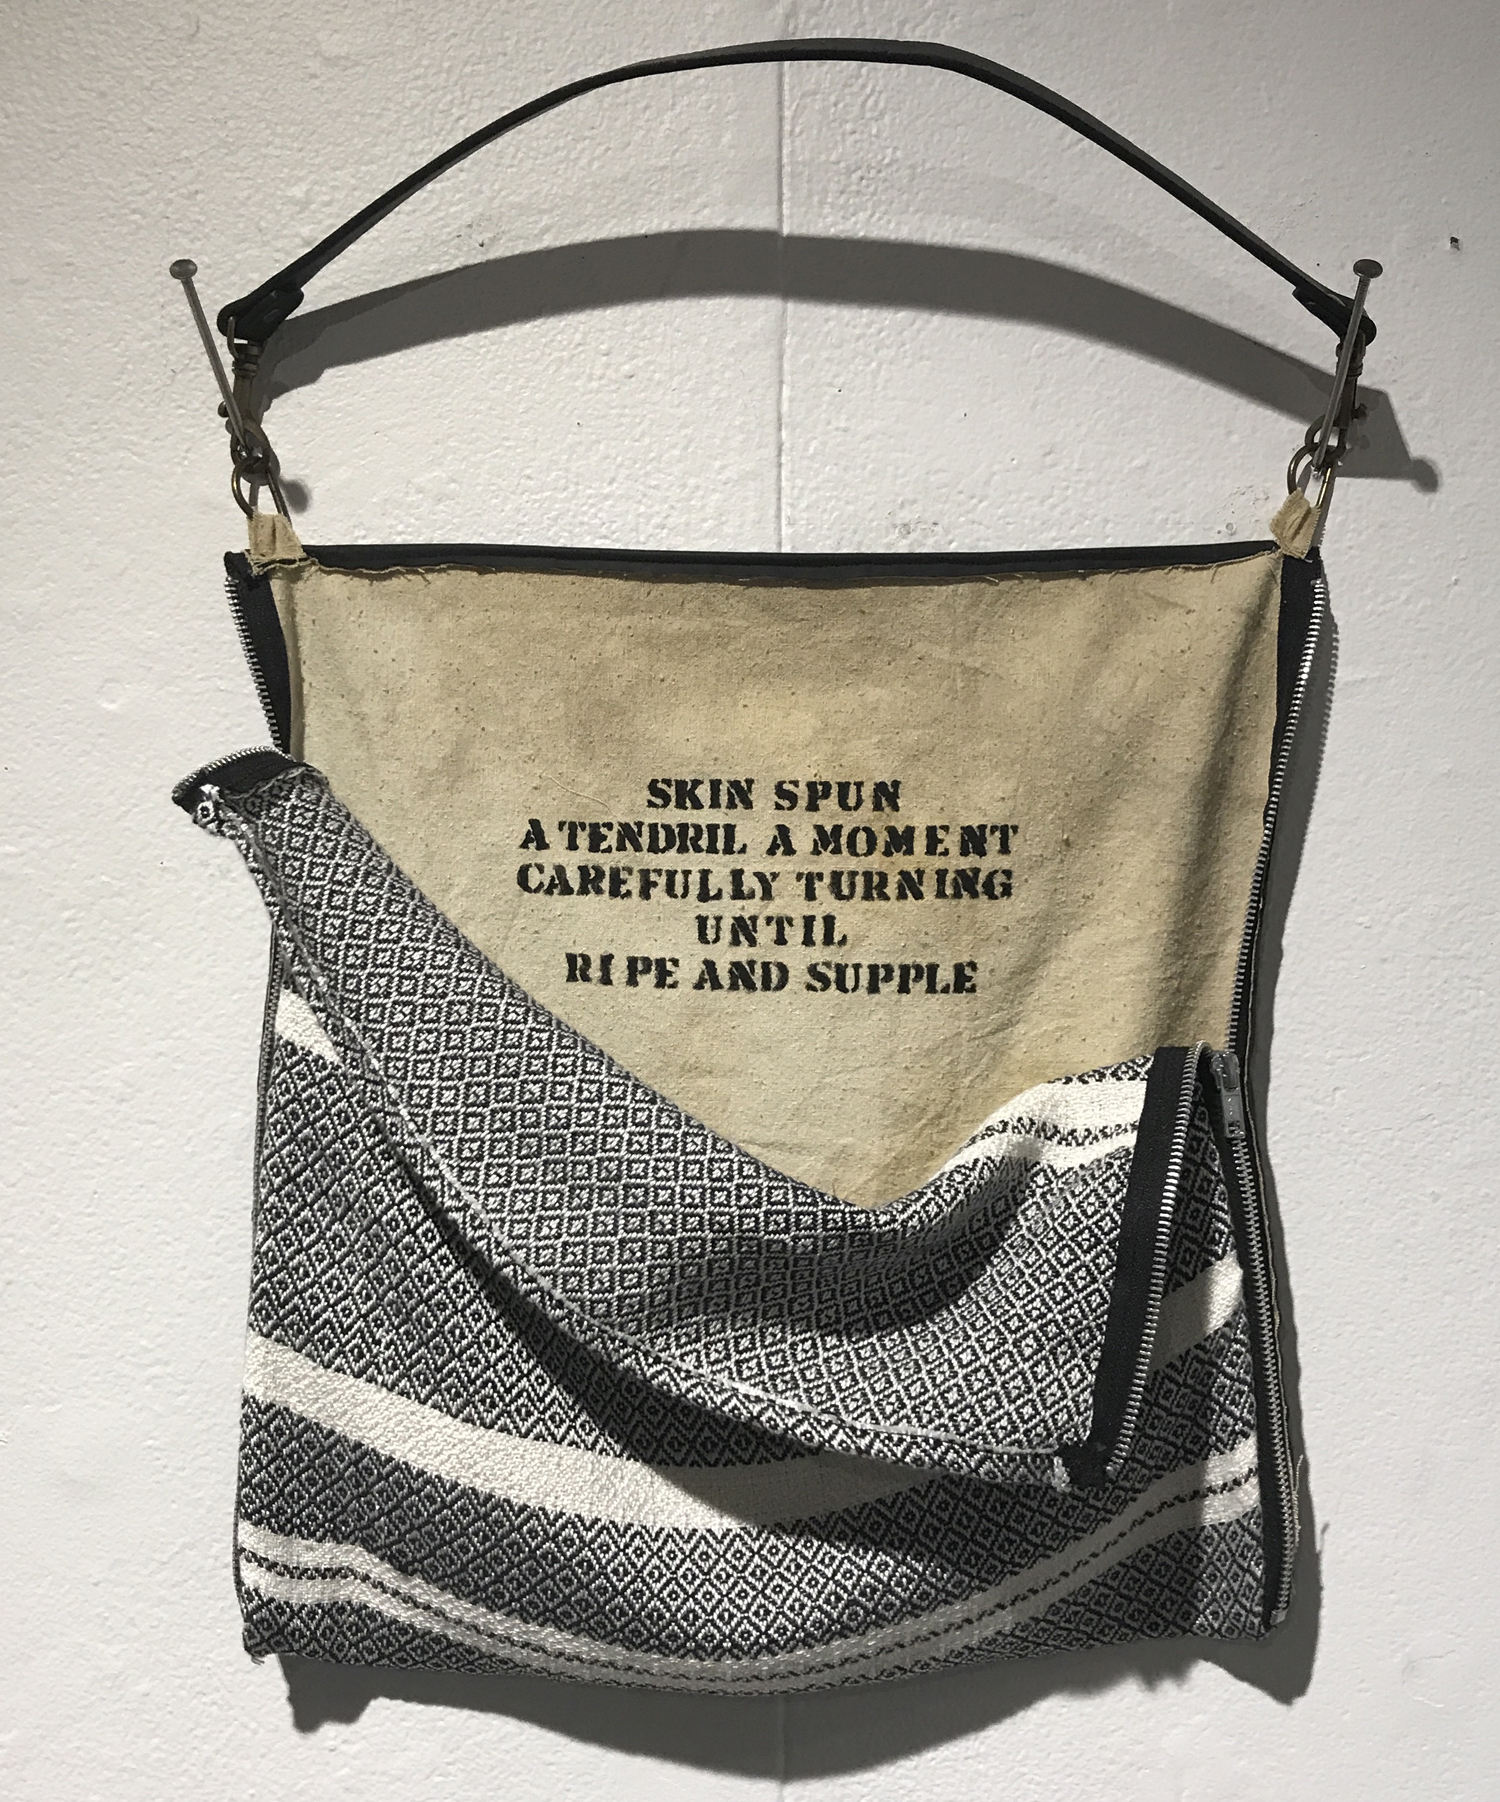 SKIN SPUN
A TENDRIL A MOMENT
CAREFULLY TURNING
UNTIL
RIPE AND SUPPLE